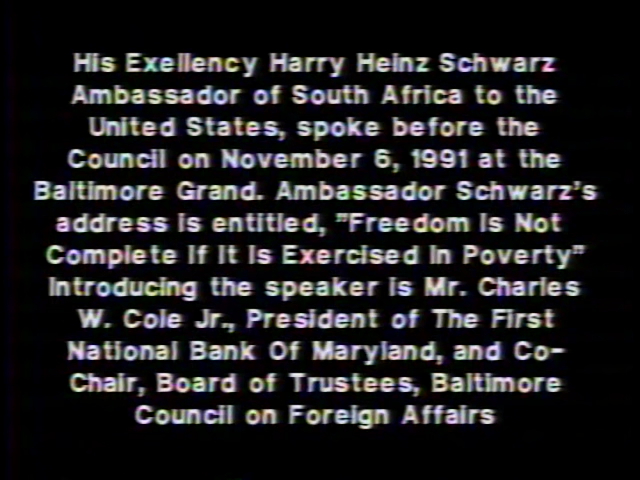 His Exellency Harry Heinz Schwarz
Ambassador of South Africa to the
United States, spoke before the
Council on November 6, 1991 at the
Baltimore Grand. Ambassador Schwarz's
address is entitled, "Freedom Is Not
Complete If It Is Exercised In Poverty"
Introducing the speaker is Mr. Charles
W. Cole Jr., President of The First
National Bank Of Maryland, and Co-
Chair, Board of Trustees, Baltimore
Council on Foreign Affairs